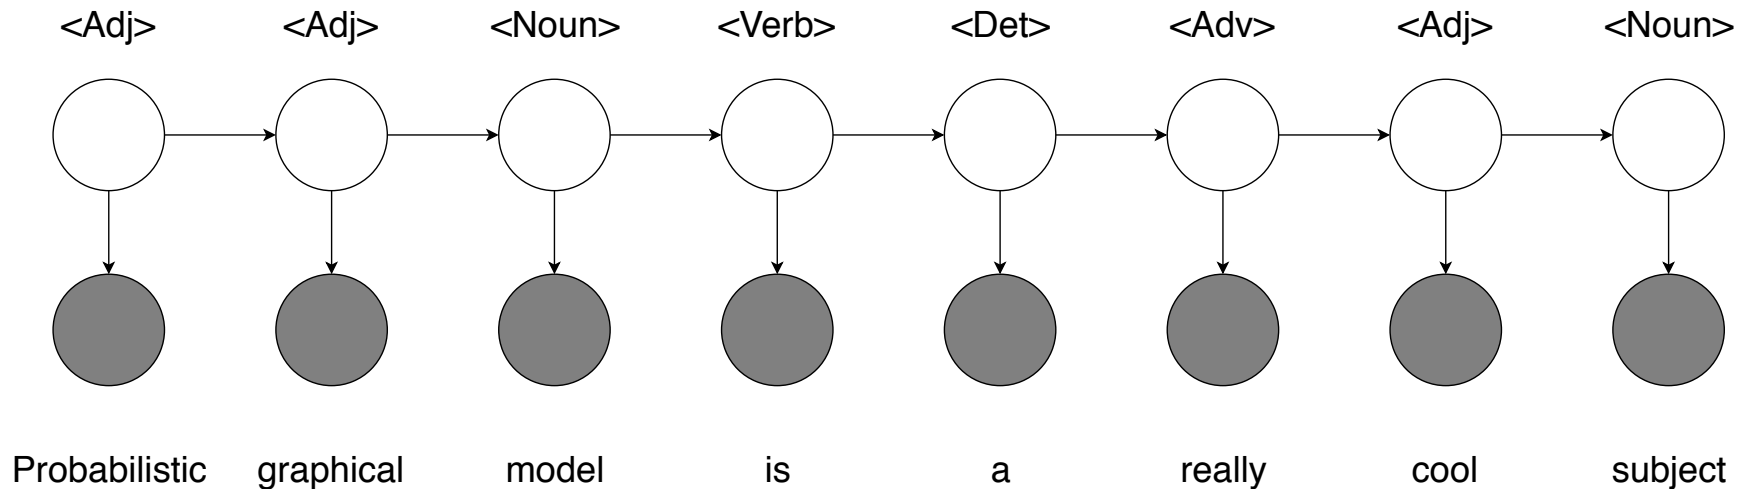 <Adj> <Adj> <Noun> <Verb> <Det> <Adv> <Adj> <Noun>
Probabilistic graphical model is a really cool subject